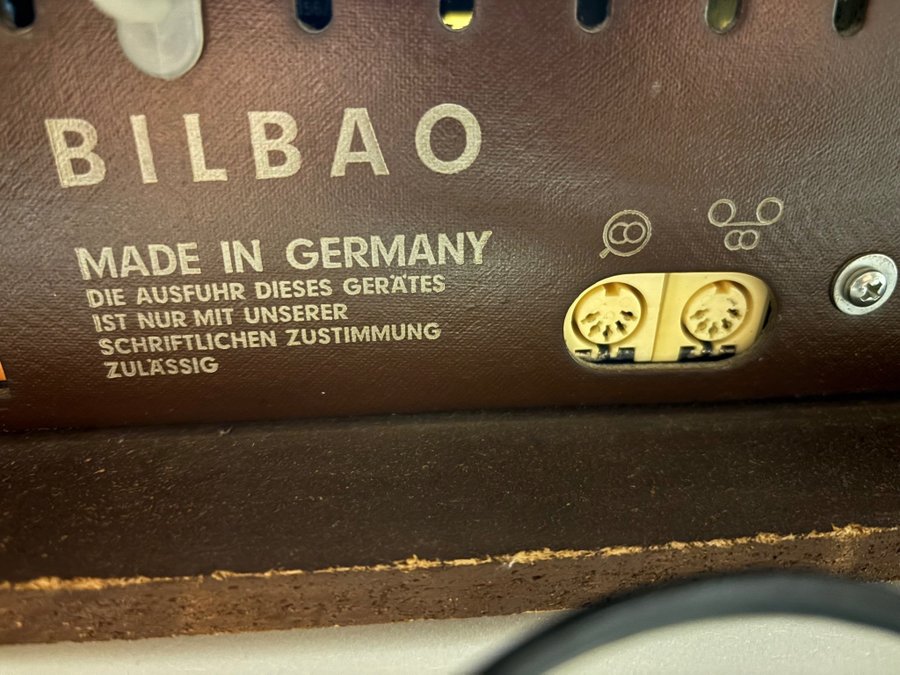 BILBAO
MADE IN GERMANY
DIE AUSFUHR DIESES GERÄTES
IST NUR MIT UNSERER
SCHRIFTLICHEN ZUSTIMMUNG
ZULÄSSIG